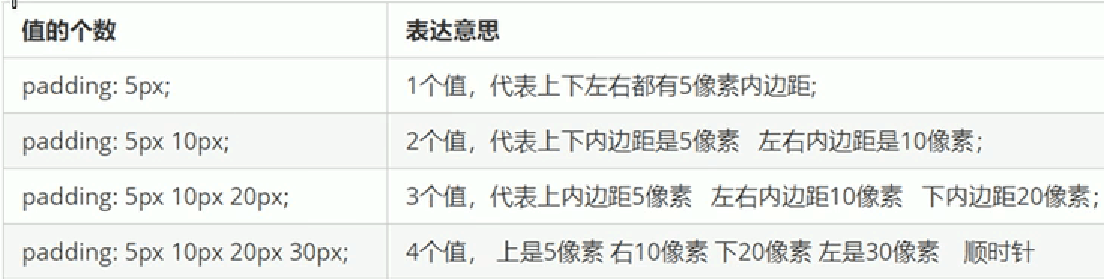 值的个数 表达意思
padding: 5px; 1个值，代表上下左右都有5像素内边距;
padding: 5px 10px; 2个值，代表上下内边距是5像素 左右内边距是10像素；
padding: 5px 10px 20px; 3个值，代表上内边距5像素 左右内边距10像素 下内边距20像素；
padding: 5px 10px 20px 30px; 4个值， 上是5像素 右10像素 下20像素 左是30像素 顺时针